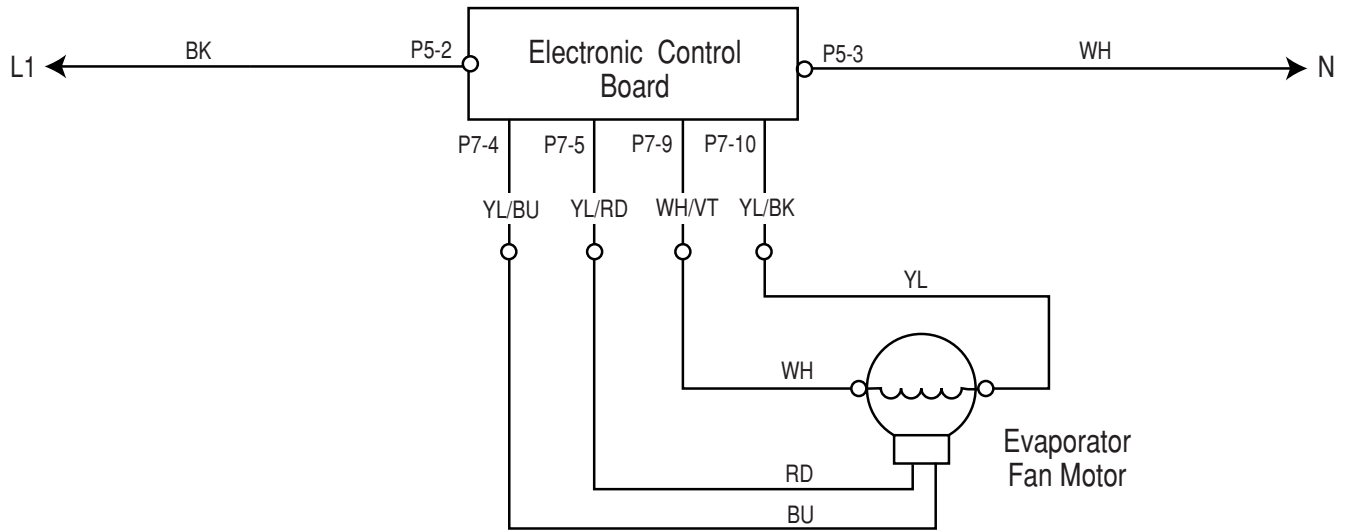 L1
BK
P5-2
Electronic Control
Board
P5-3
WH
N
P7-4
P7-5
P7-9
P7-10
YL/BU
YL/RD
WH/VT
YL/BK
YL
WH
Evaporator
Fan Motor
RD
BU